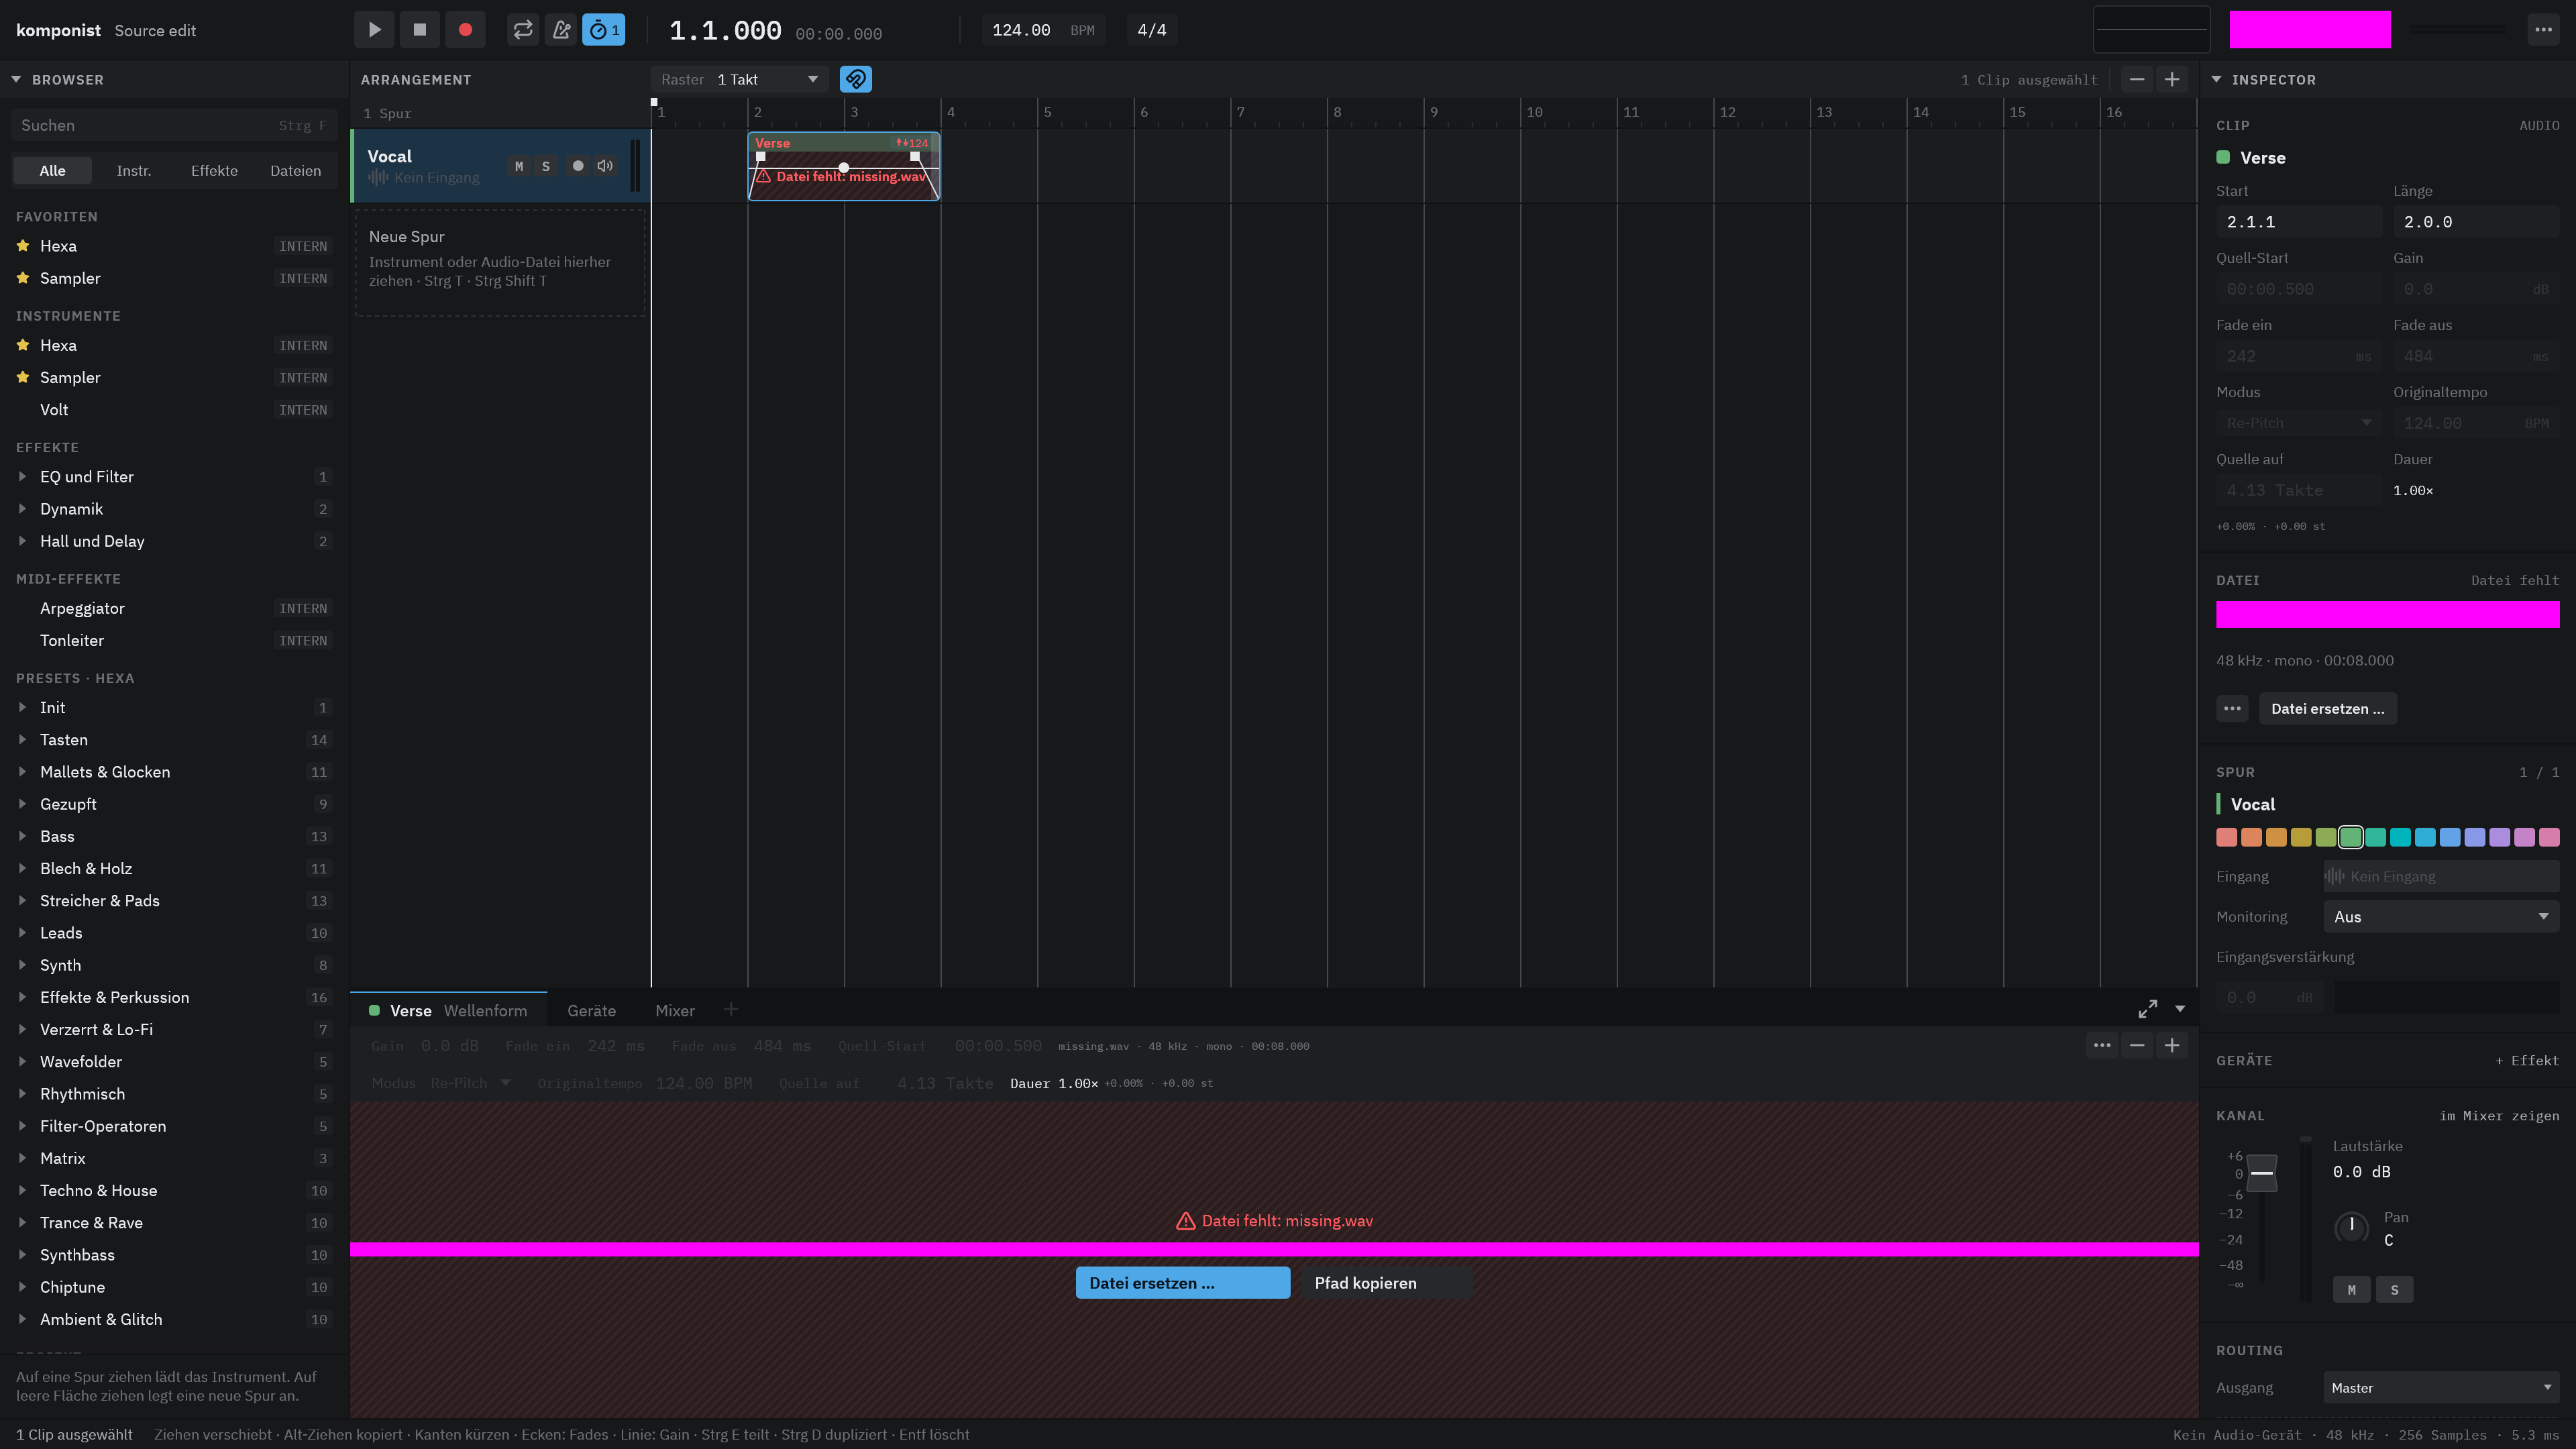 komponist Source edit
1
1.1.000 00:00.000
124.00 BPM
4/4
BROWSER
Suchen Strg F
Alle Instr. Effekte Dateien
FAVORITEN
Hexa INTERN
Sampler INTERN
INSTRUMENTE
Hexa INTERN
Sampler INTERN
Volt INTERN
EFFEKTE
EQ und Filter 1
Dynamik 2
Hall und Delay 2
MIDI-EFFEKTE
Arpeggiator INTERN
Tonleiter INTERN
PRESETS · HEXA
Init 1
Tasten 14
Mallets & Glocken 11
Gezupft 9
Bass 13
Blech & Holz 11
Streicher & Pads 13
Leads 10
Synth 8
Effekte & Perkussion 16
Verzerrt & Lo-Fi 7
Wavefolder 5
Rhythmisch 5
Filter-Operatoren 5
Matrix 3
Techno & House 10
Trance & Rave 10
Synthbass 10
Chiptune 10
Ambient & Glitch 10
Auf eine Spur ziehen lädt das Instrument. Auf
leere Fläche ziehen legt eine neue Spur an.
ARRANGEMENT
Raster 1 Takt
1 Clip ausgewählt
1 Spur
1 2 3 4 5 6 7 8 9 10 11 12 13 14 15 16
Vocal
M S
Kein Eingang
Verse 124
Datei fehlt: missing.wav
Neue Spur
Instrument oder Audio-Datei hierher
ziehen · Strg T · Strg Shift T
Verse Wellenform Geräte Mixer
Gain 0.0 dB Fade ein 242 ms Fade aus 484 ms Quell-Start 00:00.500 missing.wav · 48 kHz · mono · 00:08.000
Modus Re-Pitch Originaltempo 124.00 BPM Quelle auf 4.13 Takte Dauer 1.00× +0.00% · +0.00 st
Datei fehlt: missing.wav
Datei ersetzen ...
Pfad kopieren
INSPECTOR
CLIP AUDIO
Verse
Start Länge
2.1.1 2.0.0
Quell-Start Gain
00:00.500 0.0 dB
Fade ein Fade aus
242 ms 484 ms
Modus Originaltempo
Re-Pitch 124.00 BPM
Quelle auf Dauer
4.13 Takte 1.00×
+0.00% · +0.00 st
DATEI Datei fehlt
48 kHz · mono · 00:08.000
Datei ersetzen ...
SPUR 1 / 1
Vocal
Eingang Kein Eingang
Monitoring Aus
Eingangsverstärkung
0.0 dB
GERÄTE + Effekt
KANAL im Mixer zeigen
+6
0
−6
−12
−24
−48
−∞
Lautstärke
0.0 dB
Pan
C
M S
ROUTING
Ausgang Master
1 Clip ausgewählt Ziehen verschiebt · Alt-Ziehen kopiert · Kanten kürzen · Ecken: Fades · Linie: Gain · Strg E teilt · Strg D dupliziert · Entf löscht
Kein Audio-Gerät · 48 kHz · 256 Samples · 5.3 ms